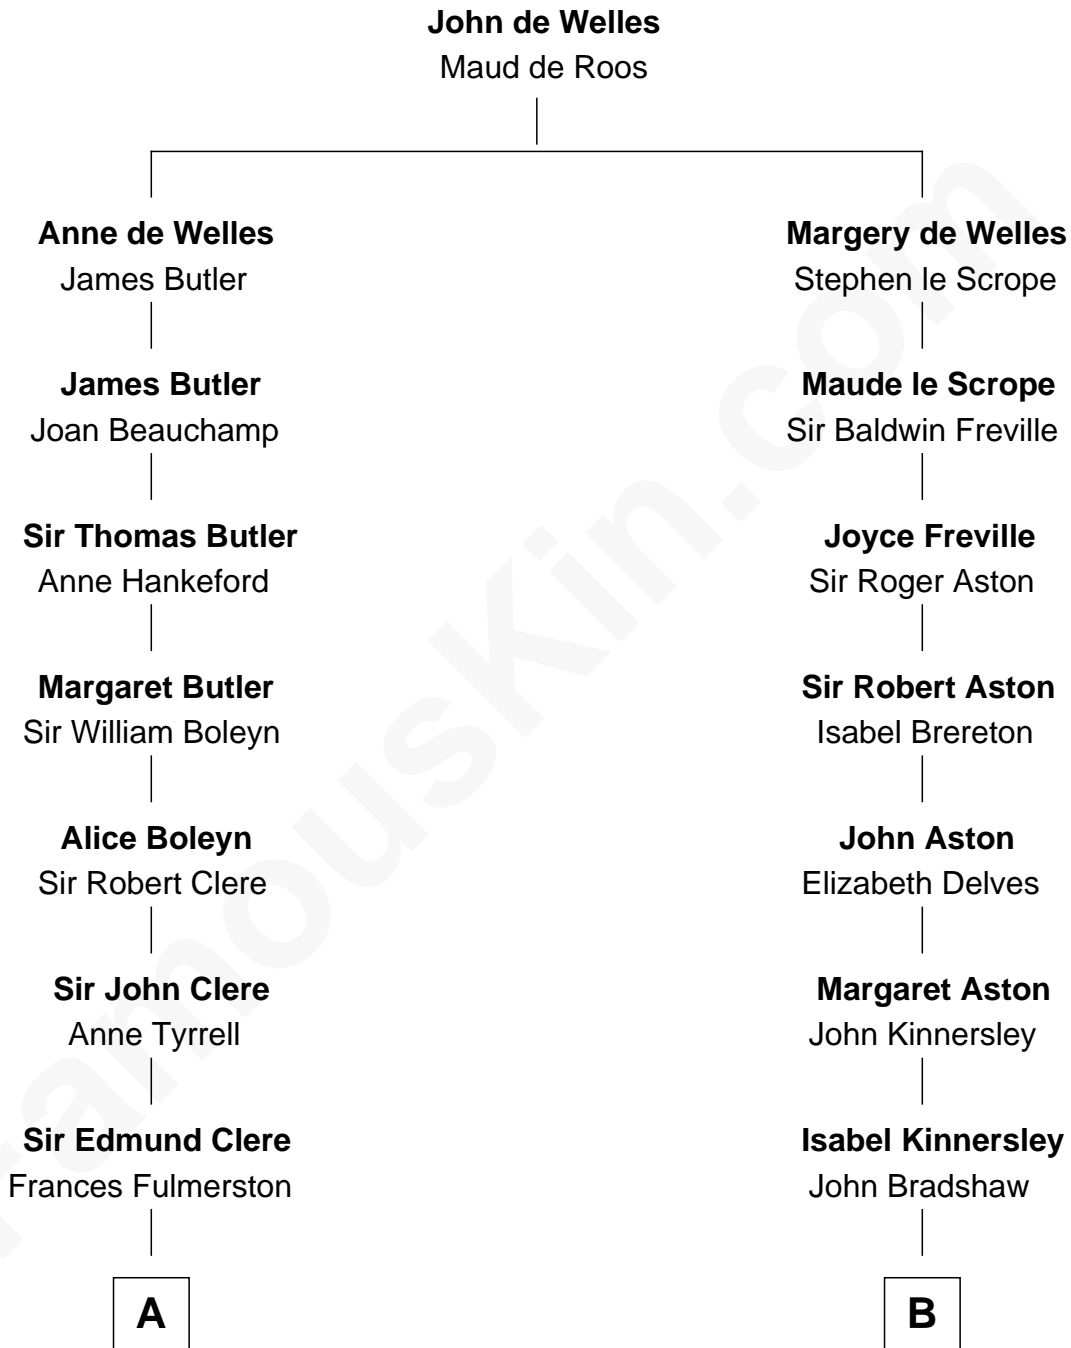 John de Welles
Maud de Roos
Anne de Welles
James Butler
Margery de Welles
Stephen le Scrope
James Butler
Joan Beauchamp
Maude le Scrope
Sir Baldwin Freville
Sir Thomas Butler
Anne Hankeford
Joyce Freville
Sir Roger Aston
Margaret Butler
Sir William Boleyn
Sir Robert Aston
Isabel Brereton
Alice Boleyn
Sir Robert Clere
John Aston
Elizabeth Delves
Sir John Clere
Anne Tyrrell
Margaret Aston
John Kinnersley
Sir Edmund Clere
Frances Fulmerston
Isabel Kinnersley
John Bradshaw
A
B
FamousKin.com